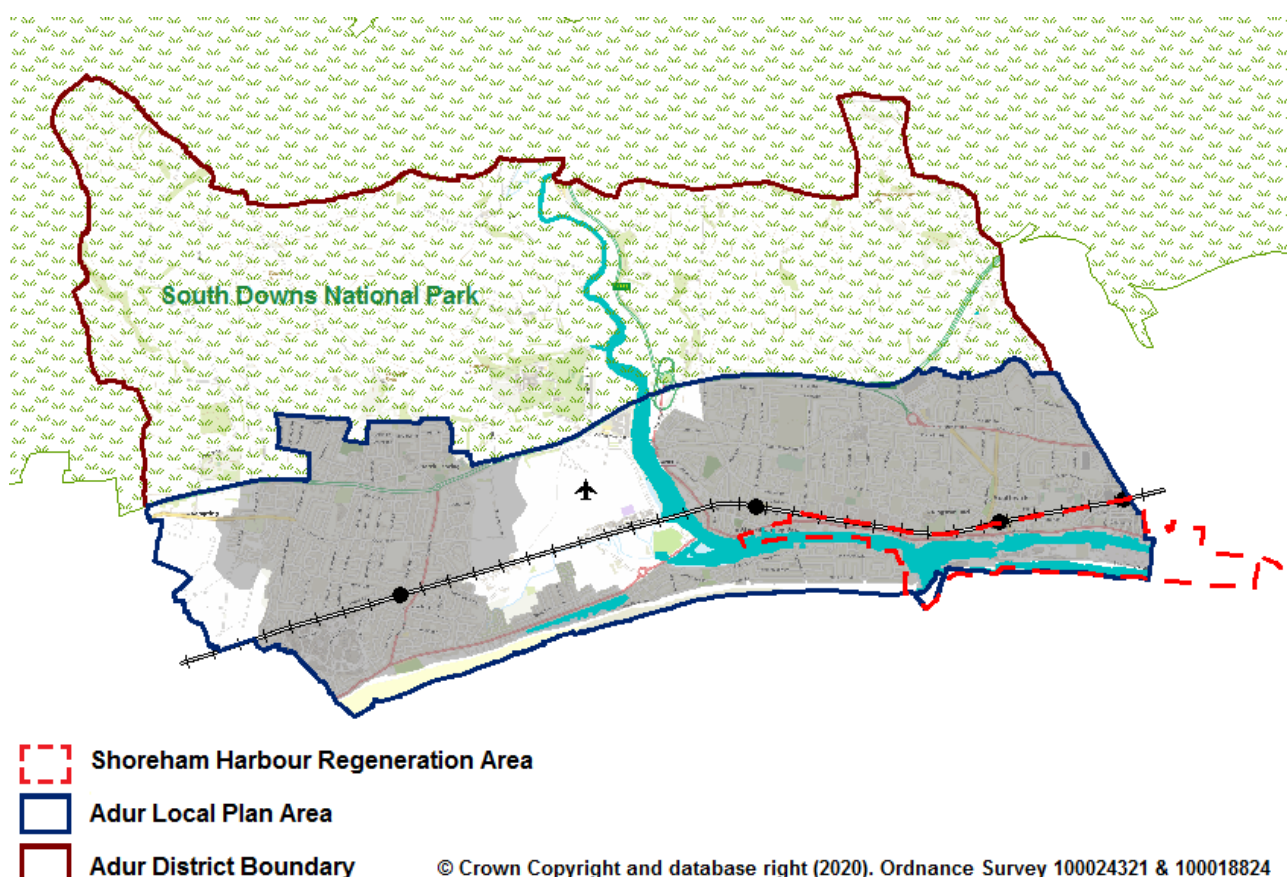 South Downs National Park
Shoreham Harbour Regeneration Area
Adur Local Plan Area
Adur District Boundary
© Crown Copyright and database right (2020). Ordnance Survey 100024321 & 100018824